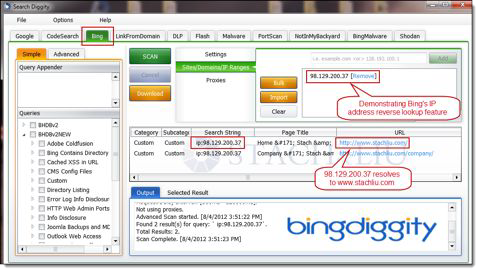 Search Diggity
File Options Help
Google CodeSearch Bing LinkFromDomain DLP Flash Malware PortScan NotInMyBackyard BingMalware Shodan
Simple Advanced
Query Appender
Queries
BHDBv2
BHDBv2NEW
Adobe Coldfusion
Bing Contains Directory
Cached XSS in URL
CMS Config Files
Custom
Directory Listing
Error Log Info Disclosur
HTTP Web Admin Ports
Info Disclosure
Joomla Backups and MD
Outlook Web Access
SCAN
Cancel
Download
Settings
Sites/Domains/IP Ranges
Proxies
i.e. example.com <or> 128.192.100.1
Add
Bulk
Import
Clear
98.129.200.37 [Remove]
Demonstrating Bing's IP
address reverse lookup feature
Category Subcateg Search String Page Title URL
Custom Custom ip:98.129.200.37 Home &#171; Stach &amp; http://www.stachliu.com/
Custom Custom ip:98.129.200.37 Company &#171; Stach &amp; http://www.stachliu.com/company/
98.129.200.37 resolves
to www.stachliu.com
Output Selected Result
Not using proxies.
Advanced Scan started. [8/4/2012 3:51:22 PM]
Found 2 result(s) for query: ` ip:98.129.200.37`.
Total Results: 2.
Scan Complete. [8/4/2012 3:51:23 PM]
bingdiggity